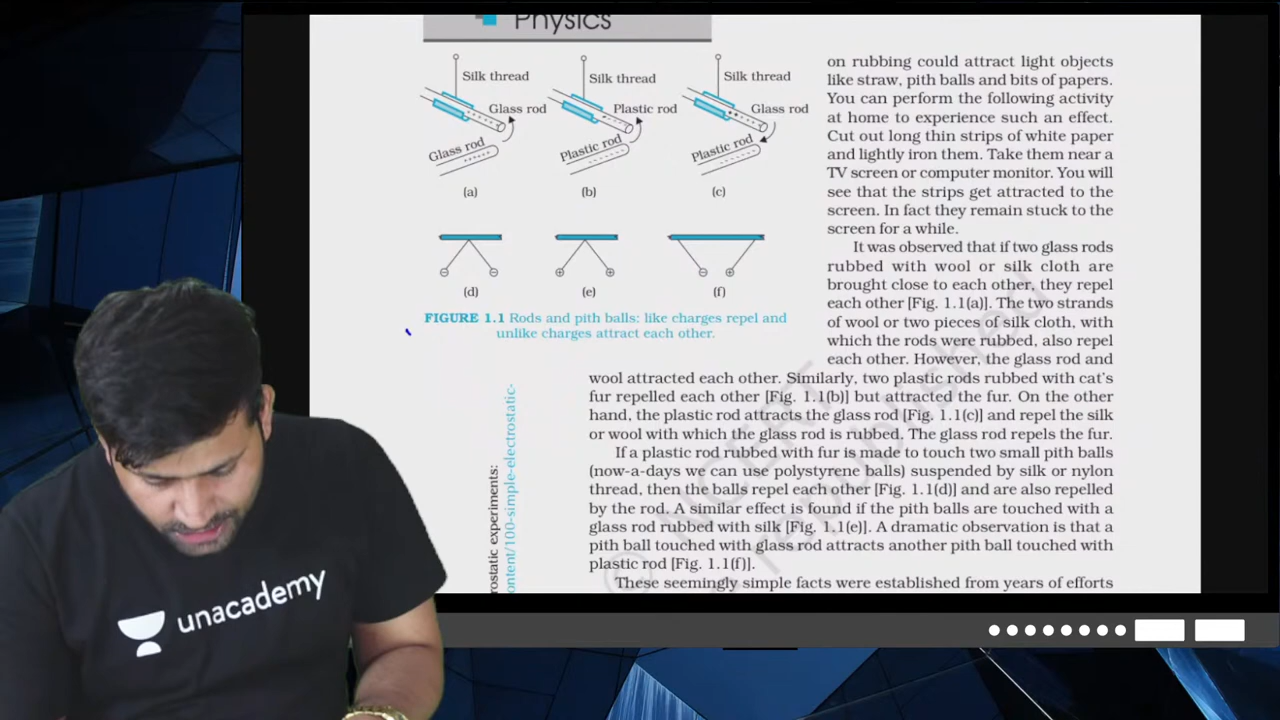 Physics
Silk thread
Glass rod
Glass rod
(a)
Silk thread
Plastic rod
Plastic rod
(b)
Silk thread
Glass rod
Plastic rod
(c)
(d)
(e)
(f)
FIGURE 1.1 Rods and pith balls: like charges repel and
unlike charges attract each other.
on rubbing could attract light objects
like straw, pith balls and bits of papers.
You can perform the following activity
at home to experience such an effect.
Cut out long thin strips of white paper
and lightly iron them. Take them near a
TV screen or computer monitor. You will
see that the strips get attracted to the
screen. In fact they remain stuck to the
screen for a while.
It was observed that if two glass rods
rubbed with wool or silk cloth are
brought close to each other, they repel
each other [Fig. 1.1(a)]. The two strands
of wool or two pieces of silk cloth, with
which the rods were rubbed, also repel
each other. However, the glass rod and
wool attracted each other. Similarly, two plastic rods rubbed with cat's
fur repelled each other [Fig. 1.1(b)] but attracted the fur. On the other
hand, the plastic rod attracts the glass rod [Fig. 1.1(c)] and repel the silk
or wool with which the glass rod is rubbed. The glass rod repels the fur.
If a plastic rod rubbed with fur is made to touch two small pith balls
(now-a-days we can use polystyrene balls) suspended by silk or nylon
thread, then the balls repel each other [Fig. 1.1(d)] and are also repelled
by the rod. A similar effect is found if the pith balls are touched with a
glass rod rubbed with silk [Fig. 1.1(e)]. A dramatic observation is that a
pith ball touched with glass rod attracts another pith ball touched with
plastic rod [Fig. 1.1(f)].
These seemingly simple facts were established from years of efforts
rostatic experiments:
ontent/100-simple-electrostatic-
© NCERT
republished
unacademy